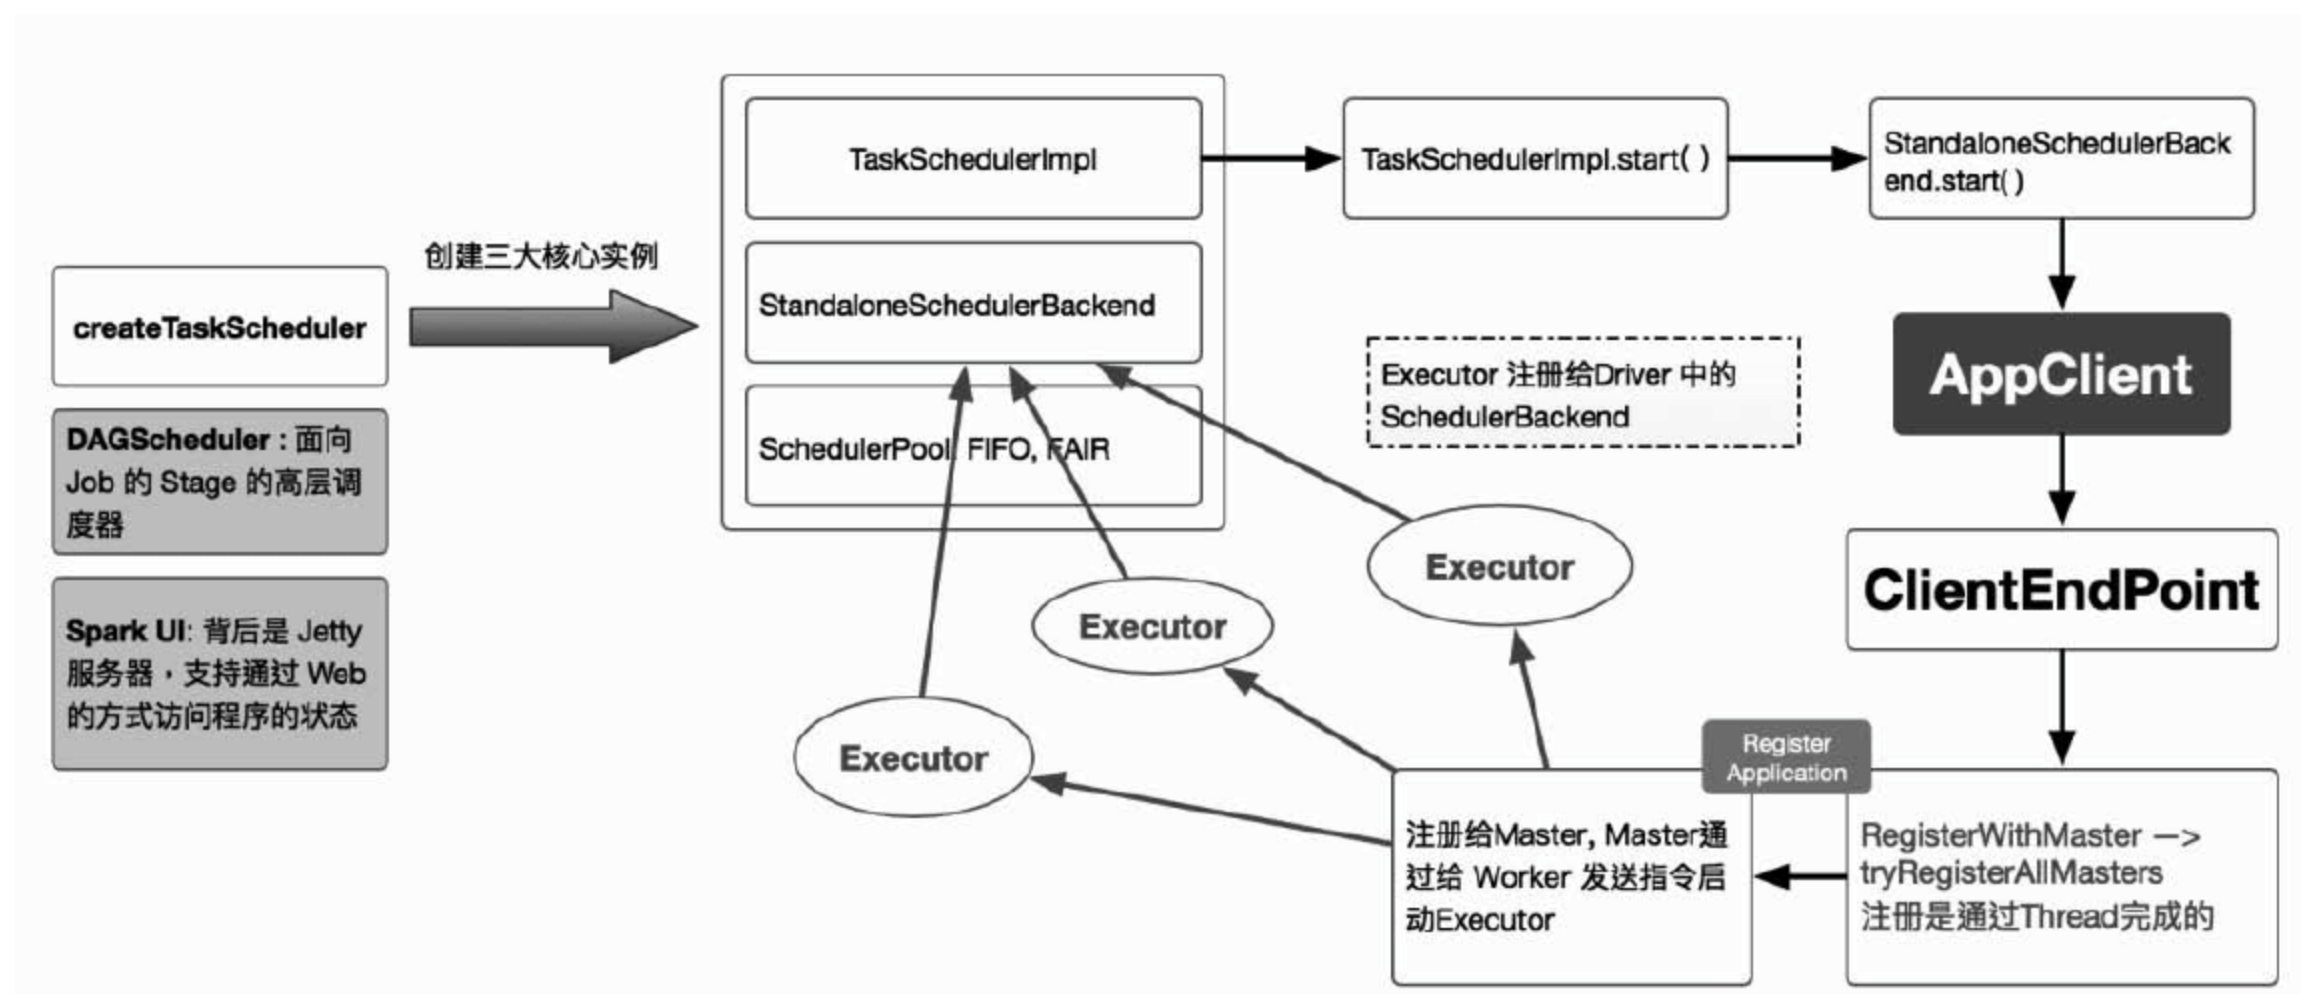 createTaskScheduler
DAGScheduler : 面向
Job 的 Stage 的高层调
度器
Spark UI: 背后是 Jetty
服务器，支持通过 Web
的方式访问程序的状态
创建三大核心实例
TaskSchedulerImpl
StandaloneSchedulerBackend
SchedulerPool, FIFO, FAIR
TaskSchedulerImpl.start( )
StandaloneSchedulerBack
end.start( )
AppClient
ClientEndPoint
Executor 注册给Driver 中的
SchedulerBackend
Executor
Executor
Executor
Register
Application
RegisterWithMaster —>
tryRegisterAllMasters
注册是通过Thread完成的
注册给Master, Master通
过给 Worker 发送指令启
动Executor